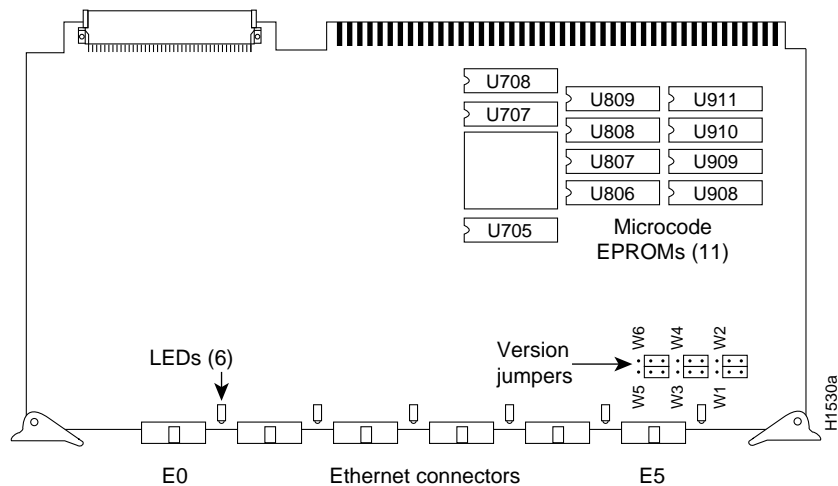 U708
U809 U911
U707
U808 U910
U807 U909
U806 U908
U705
Microcode
EPROMs (11)
LEDs (6)
Version
jumpers
W6 W4 W2
W5 W3 W1
H1530a
E0 Ethernet connectors E5